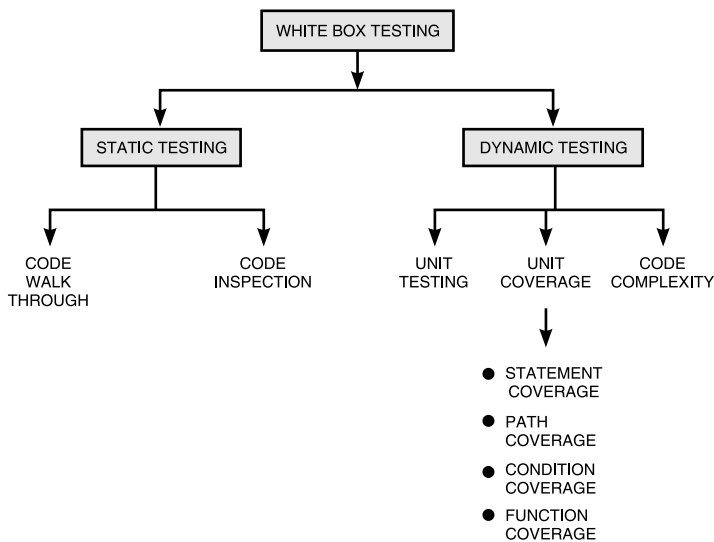 WHITE BOX TESTING
STATIC TESTING
DYNAMIC TESTING
CODE
WALK
THROUGH
CODE
INSPECTION
UNIT
TESTING
UNIT
COVERAGE
CODE
COMPLEXITY
● STATEMENT
COVERAGE
● PATH
COVERAGE
● CONDITION
COVERAGE
● FUNCTION
COVERAGE